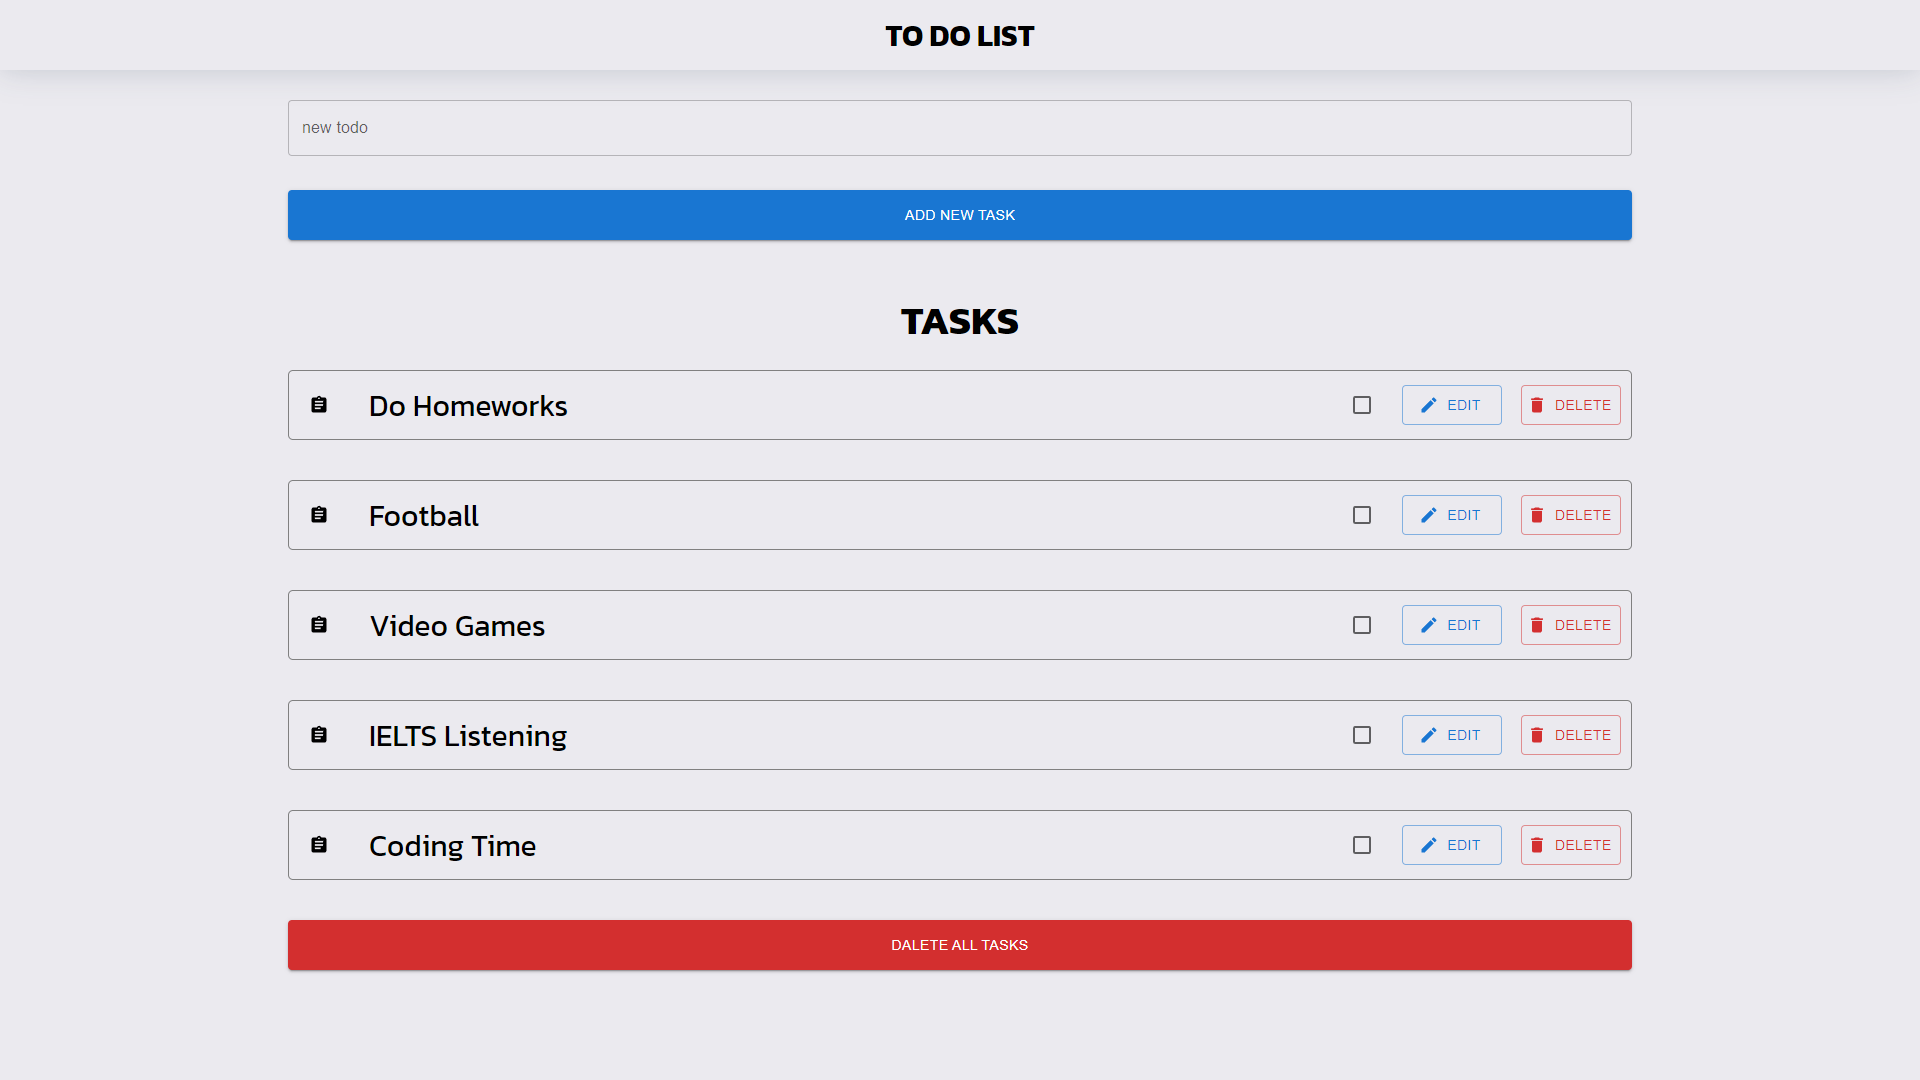 TO DO LIST
new todo
ADD NEW TASK
TASKS
Do Homeworks EDIT DELETE
Football EDIT DELETE
Video Games EDIT DELETE
IELTS Listening EDIT DELETE
Coding Time EDIT DELETE
DALETE ALL TASKS